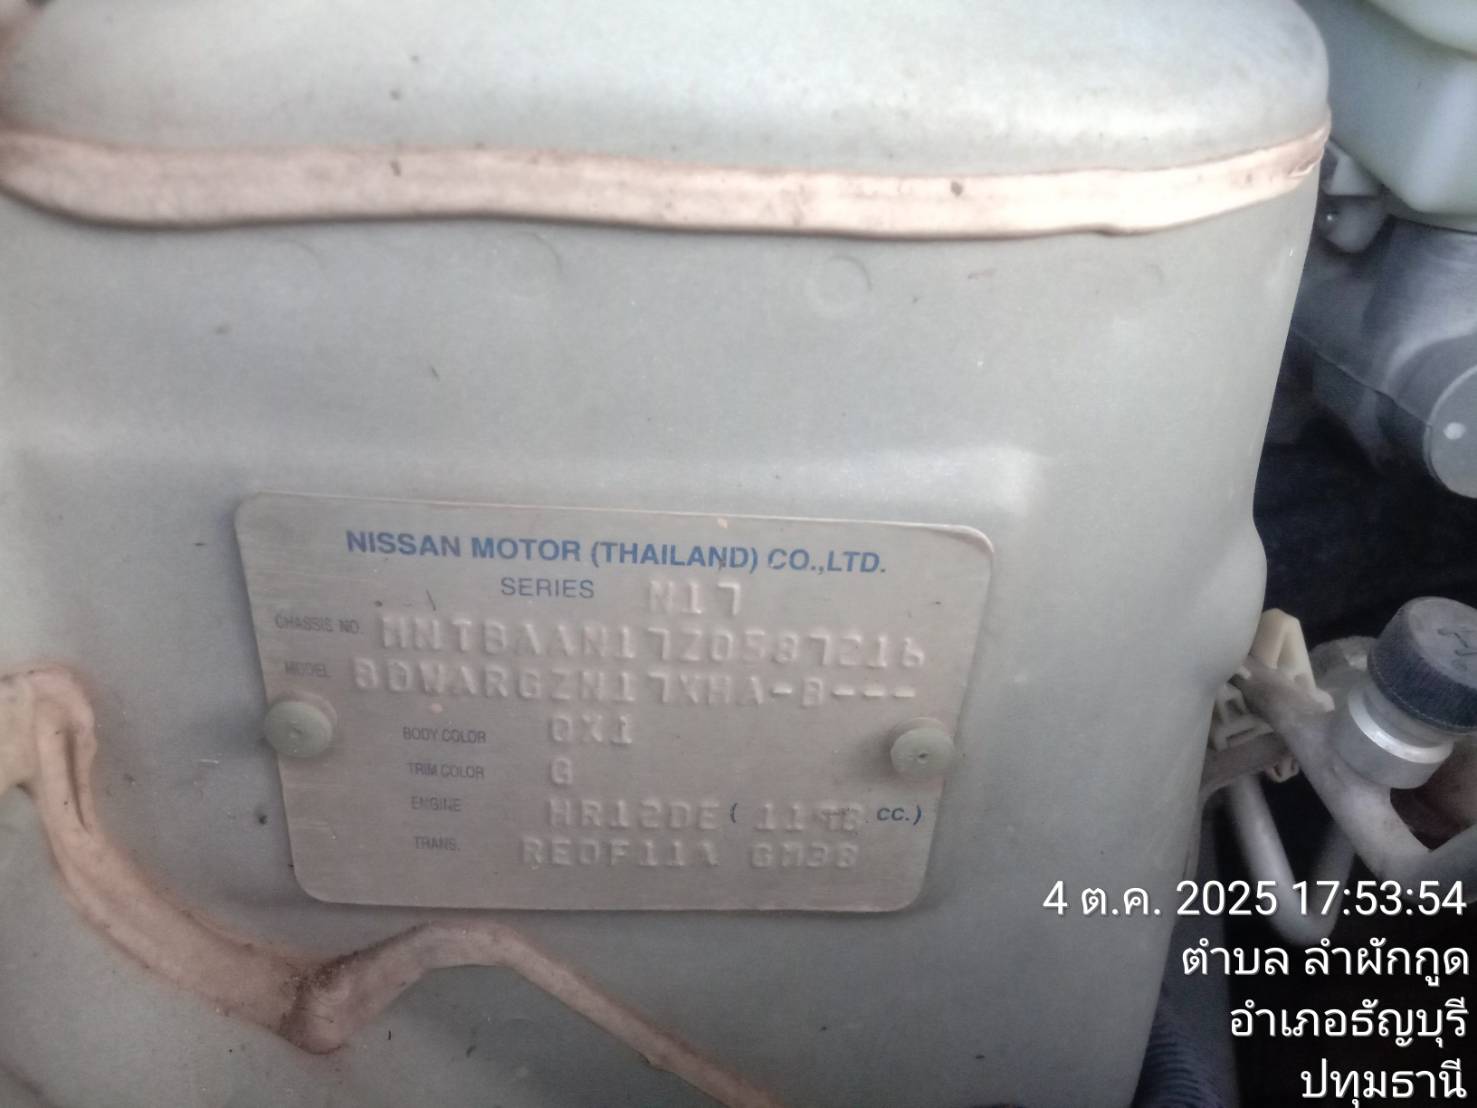 NISSAN MOTOR (THAILAND) CO.,LTD.
SERIES N17
CHASSIS NO. MNTBAAN17Z0587216
MODEL BDWARGZN17XHA-B---
BODY COLOR QX1
TRIM COLOR G
ENGINE HR12DE ( 1198 CC.)
TRANS. RE0F11A
4 ต.ค. 2025 17:53:54
ตำบล ลำผักกูด
อำเภอธัญบุรี
ปทุมธานี